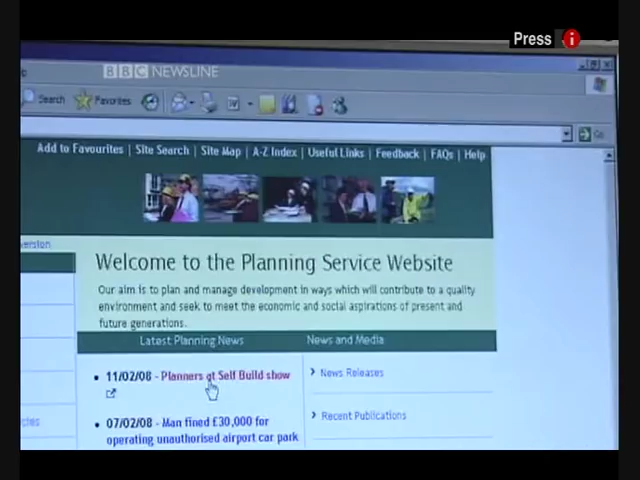 Press i
BBC NEWSLINE
Search Favorites
Go
Add to Favourites | Site Search | Site Map | A-Z Index | Useful Links | Feedback | FAQs | Help
ersion
Welcome to the Planning Service Website
Our aim is to plan and manage development in ways which will contribute to a quality
environment and seek to meet the economic and social aspirations of present and
future generations.
Latest Planning News
News and Media
11/02/08 - Planners at Self Build show
News Releases
07/02/08 - Man fined £30,000 for
operating unauthorised airport car park
Recent Publications